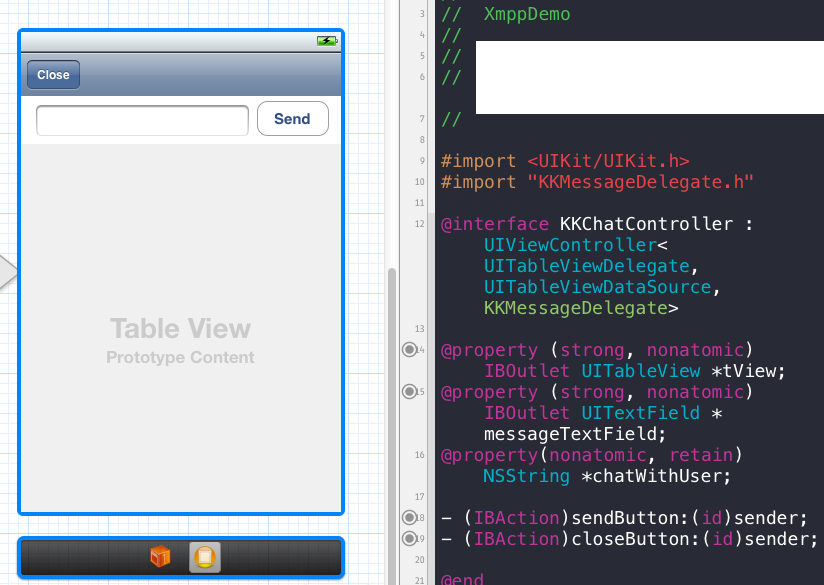 Close
Send
Table View
Prototype Content
3 // XmppDemo
4 //
5 //
6 //
7 //
8
9 #import <UIKit/UIKit.h>
10 #import "KKMessageDelegate.h"
11
12 @interface KKChatController :
UIViewController<
UITableViewDelegate,
UITableViewDataSource,
KKMessageDelegate>
13
14 @property (strong, nonatomic)
IBOutlet UITableView *tView;
15 @property (strong, nonatomic)
IBOutlet UITextField *
messageTextField;
16 @property(nonatomic, retain)
NSString *chatWithUser;
17
18 - (IBAction)sendButton:(id)sender;
19 - (IBAction)closeButton:(id)sender;
20
21 @end